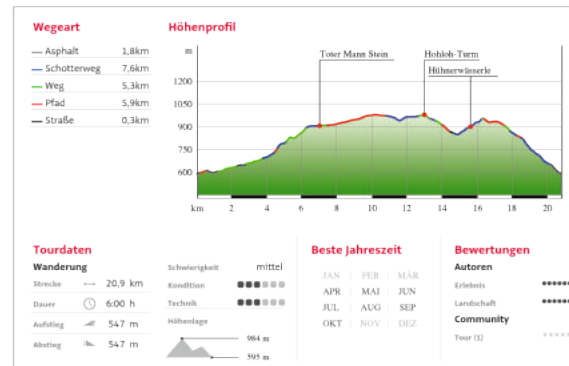 Wegeart
Asphalt 1,8km
Schotterweg 7,6km
Weg 5,3km
Pfad 5,9km
Straße 0,3km
Höhenprofil
m
Toter Mann Stein
Hohloh-Turm
Hühnerwässerle
1200
1050
900
750
600
km 2 4 6 8 10 12 14 16 18 20
Tourdaten
Wanderung
Strecke 20,9 km
Dauer 6:00 h
Aufstieg 547 m
Abstieg 547 m
Schwierigkeit mittel
Kondition
Technik
Höhenlage
984 m
595 m
Beste Jahreszeit
JAN FEB MÄR
APR MAI JUN
JUL AUG SEP
OKT NOV DEZ
Bewertungen
Autoren
Erlebnis
Landschaft
Community
Tour (1)